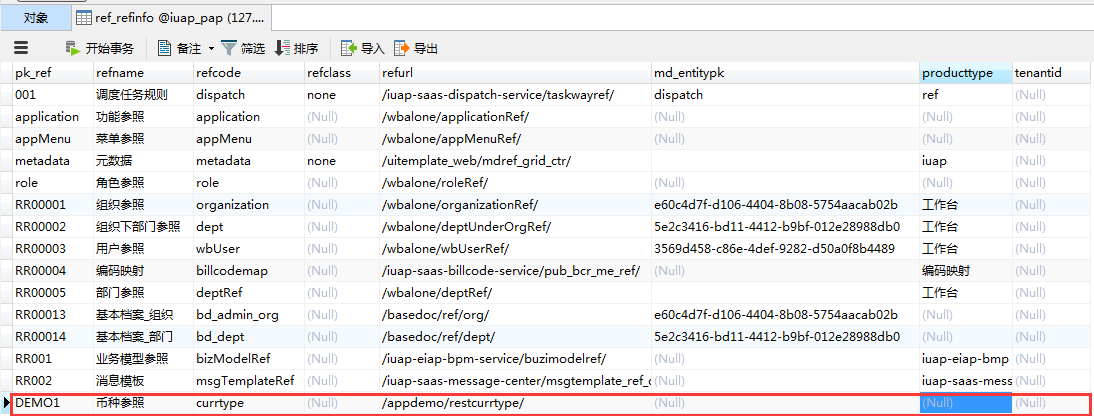 对象 ref_refinfo @iuap_pap (127....
开始事务 备注 筛选 排序 导入 导出
pk_ref refname refcode refclass refurl md_entitypk producttype tenantid
001 调度任务规则 dispatch none /iuap-saas-dispatch-service/taskwayref/ dispatch ref (Null)
application 功能参照 application (Null) /wbalone/applicationRef/ (Null) (Null) (Null)
appMenu 菜单参照 appMenu (Null) /wbalone/appMenuRef/ (Null) (Null) (Null)
metadata 元数据 metadata none /uitemplate_web/mdref_grid_ctr/ iuap (Null)
role 角色参照 role (Null) /wbalone/roleRef/ (Null) (Null) (Null)
RR00001 组织参照 organization (Null) /wbalone/organizationRef/ e60c4d7f-d106-4404-8b08-5754aacab02b 工作台 (Null)
RR00002 组织下部门参照 dept (Null) /wbalone/deptUnderOrgRef/ 5e2c3416-bd11-4412-b9bf-012e28988db0 工作台 (Null)
RR00003 用户参照 wbUser (Null) /wbalone/wbUserRef/ 3569d458-c86e-4def-9282-d50a0f8b4489 工作台 (Null)
RR00004 编码映射 billcodemap (Null) /iuap-saas-billcode-service/pub_bcr_me_ref/ (Null) 编码映射 (Null)
RR00005 部门参照 deptRef (Null) /wbalone/deptRef/ (Null) 工作台 (Null)
RR00013 基本档案_组织 bd_admin_org (Null) /basedoc/ref/org/ e60c4d7f-d106-4404-8b08-5754aacab02b (Null) (Null)
RR00014 基本档案_部门 bd_dept (Null) /basedoc/ref/dept/ 5e2c3416-bd11-4412-b9bf-012e28988db0 (Null) (Null)
RR001 业务模型参照 bizModelRef (Null) /iuap-eiap-bpm-service/buzimodelref/ iuap-eiap-bmp (Null)
RR002 消息模板 msgTemplateRef (Null) /iuap-saas-message-center/msgtemplate_ref_c iuap-saas-mess (Null)
DEMO1 币种参照 currtype (Null) /appdemo/restcurrtype/ (Null) (Null) (Null)